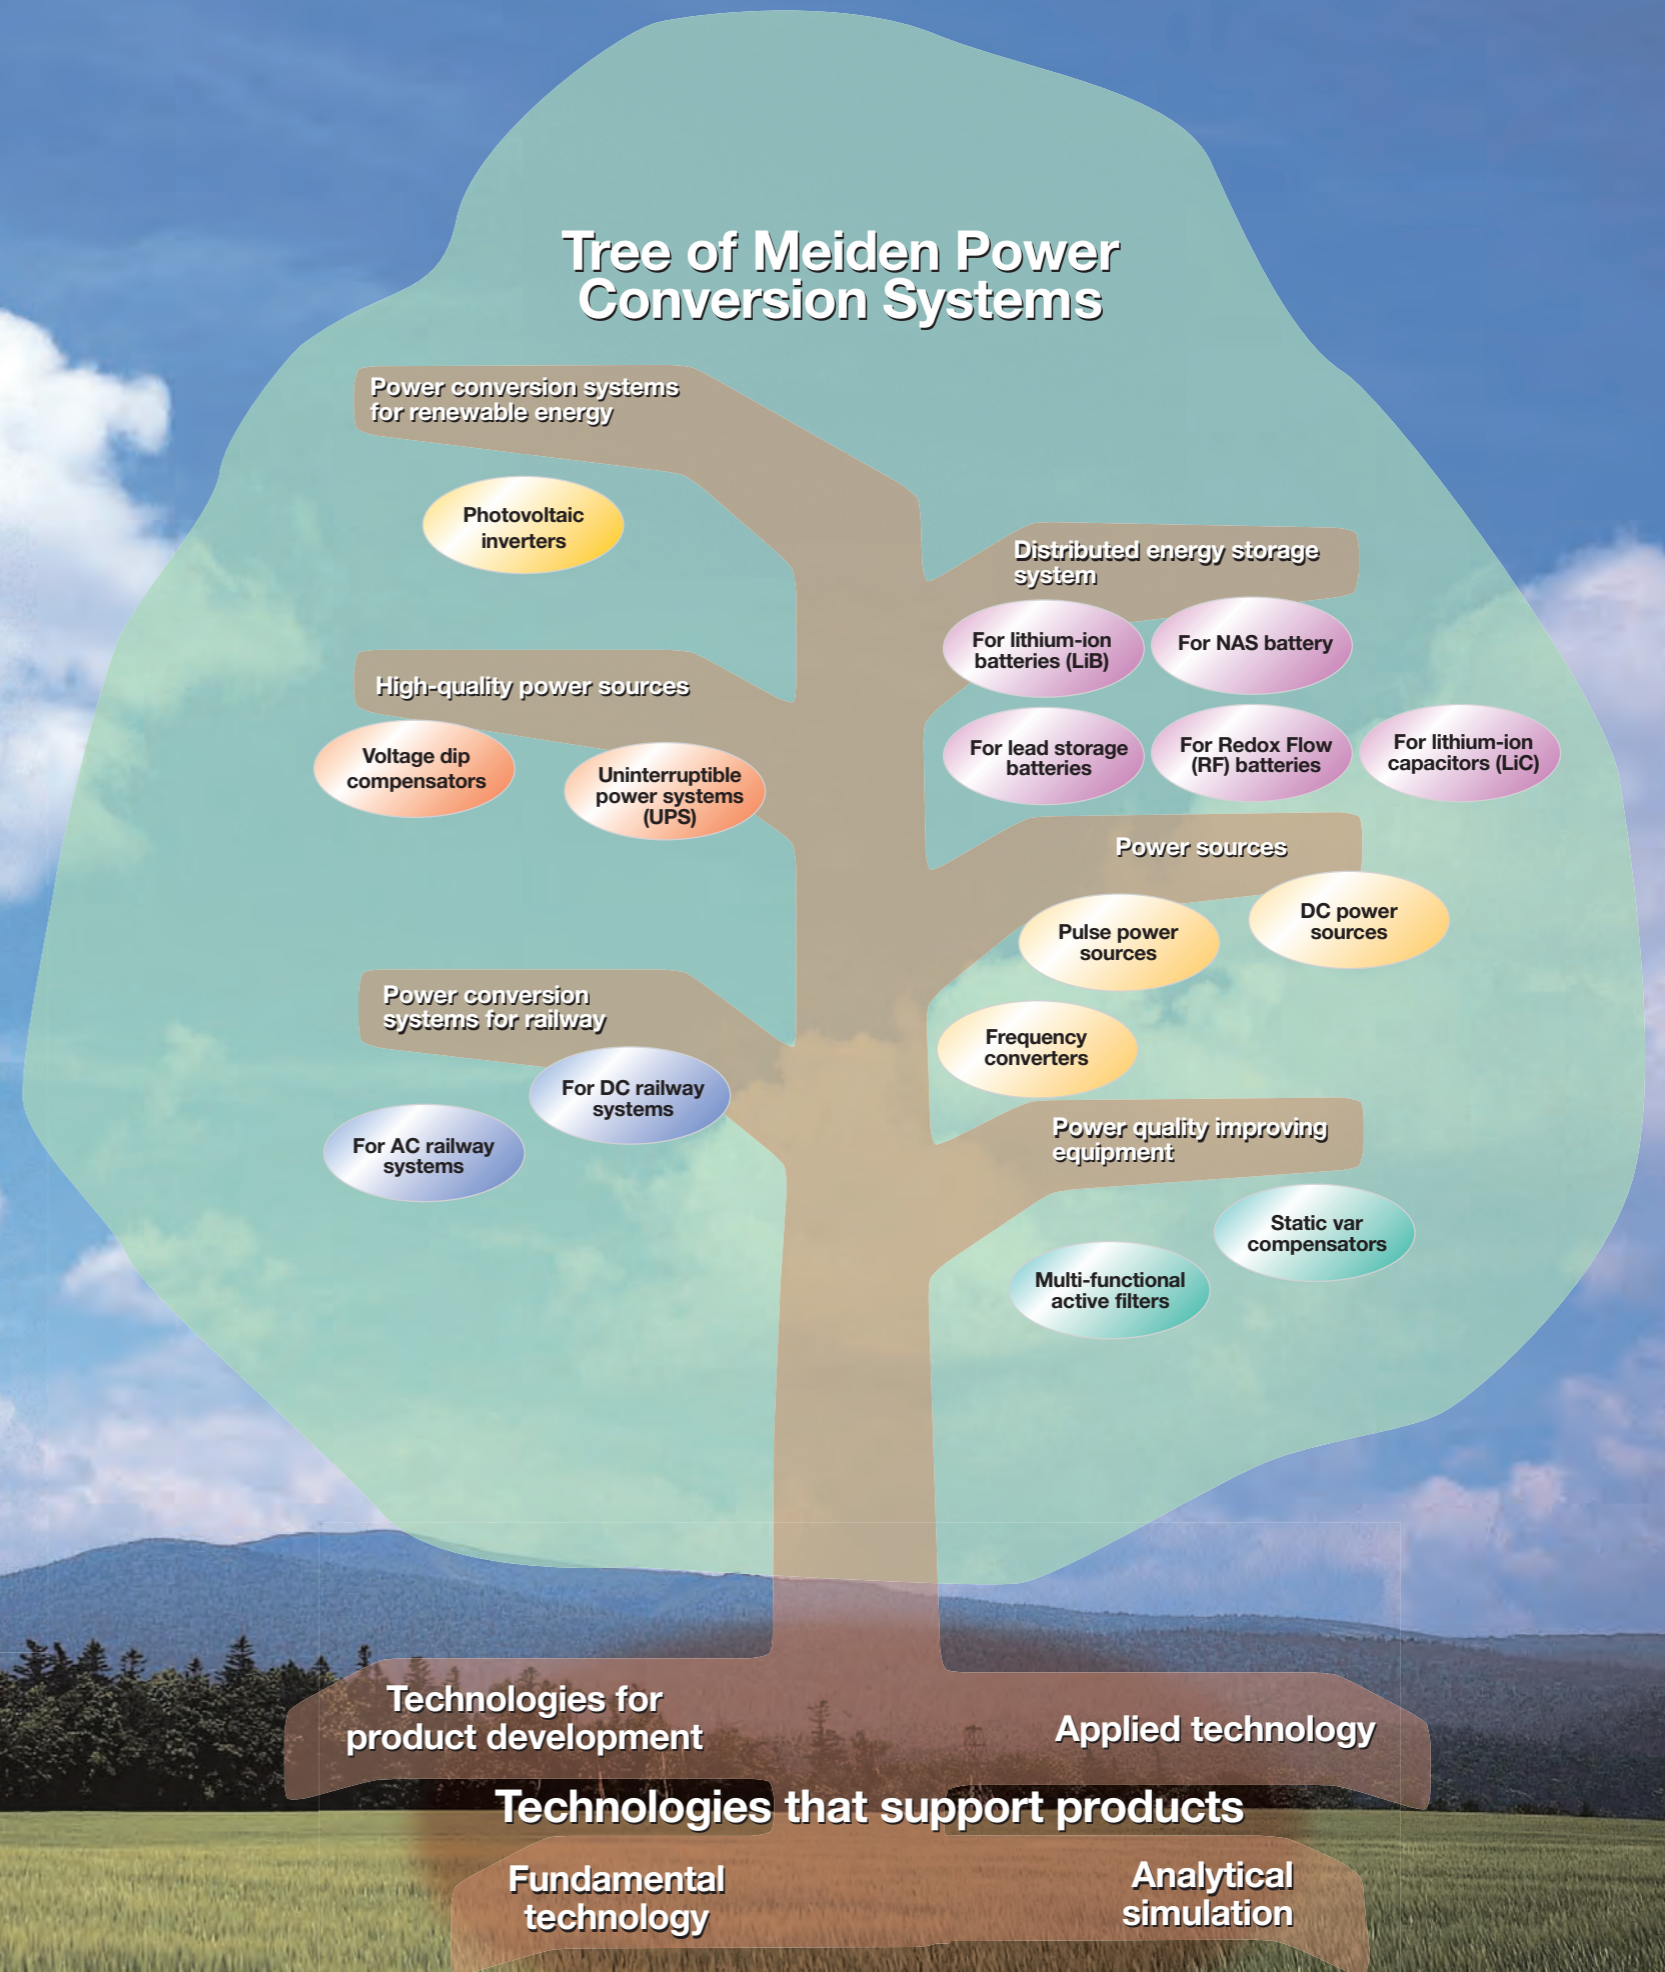 Tree of Meiden Power
Conversion Systems
Power conversion systems
for renewable energy
Photovoltaic
inverters
High-quality power sources
Voltage dip
compensators
Uninterruptible
power systems
(UPS)
Power conversion
systems for railway
For DC railway
systems
For AC railway
systems
Distributed energy storage
system
For lithium-ion
batteries (LiB)
For NAS battery
For lead storage
batteries
For Redox Flow
(RF) batteries
For lithium-ion
capacitors (LiC)
Power sources
Pulse power
sources
DC power
sources
Frequency
converters
Power quality improving
equipment
Static var
compensators
Multi-functional
active filters
Technologies for
product development
Applied technology
Technologies that support products
Fundamental
technology
Analytical
simulation